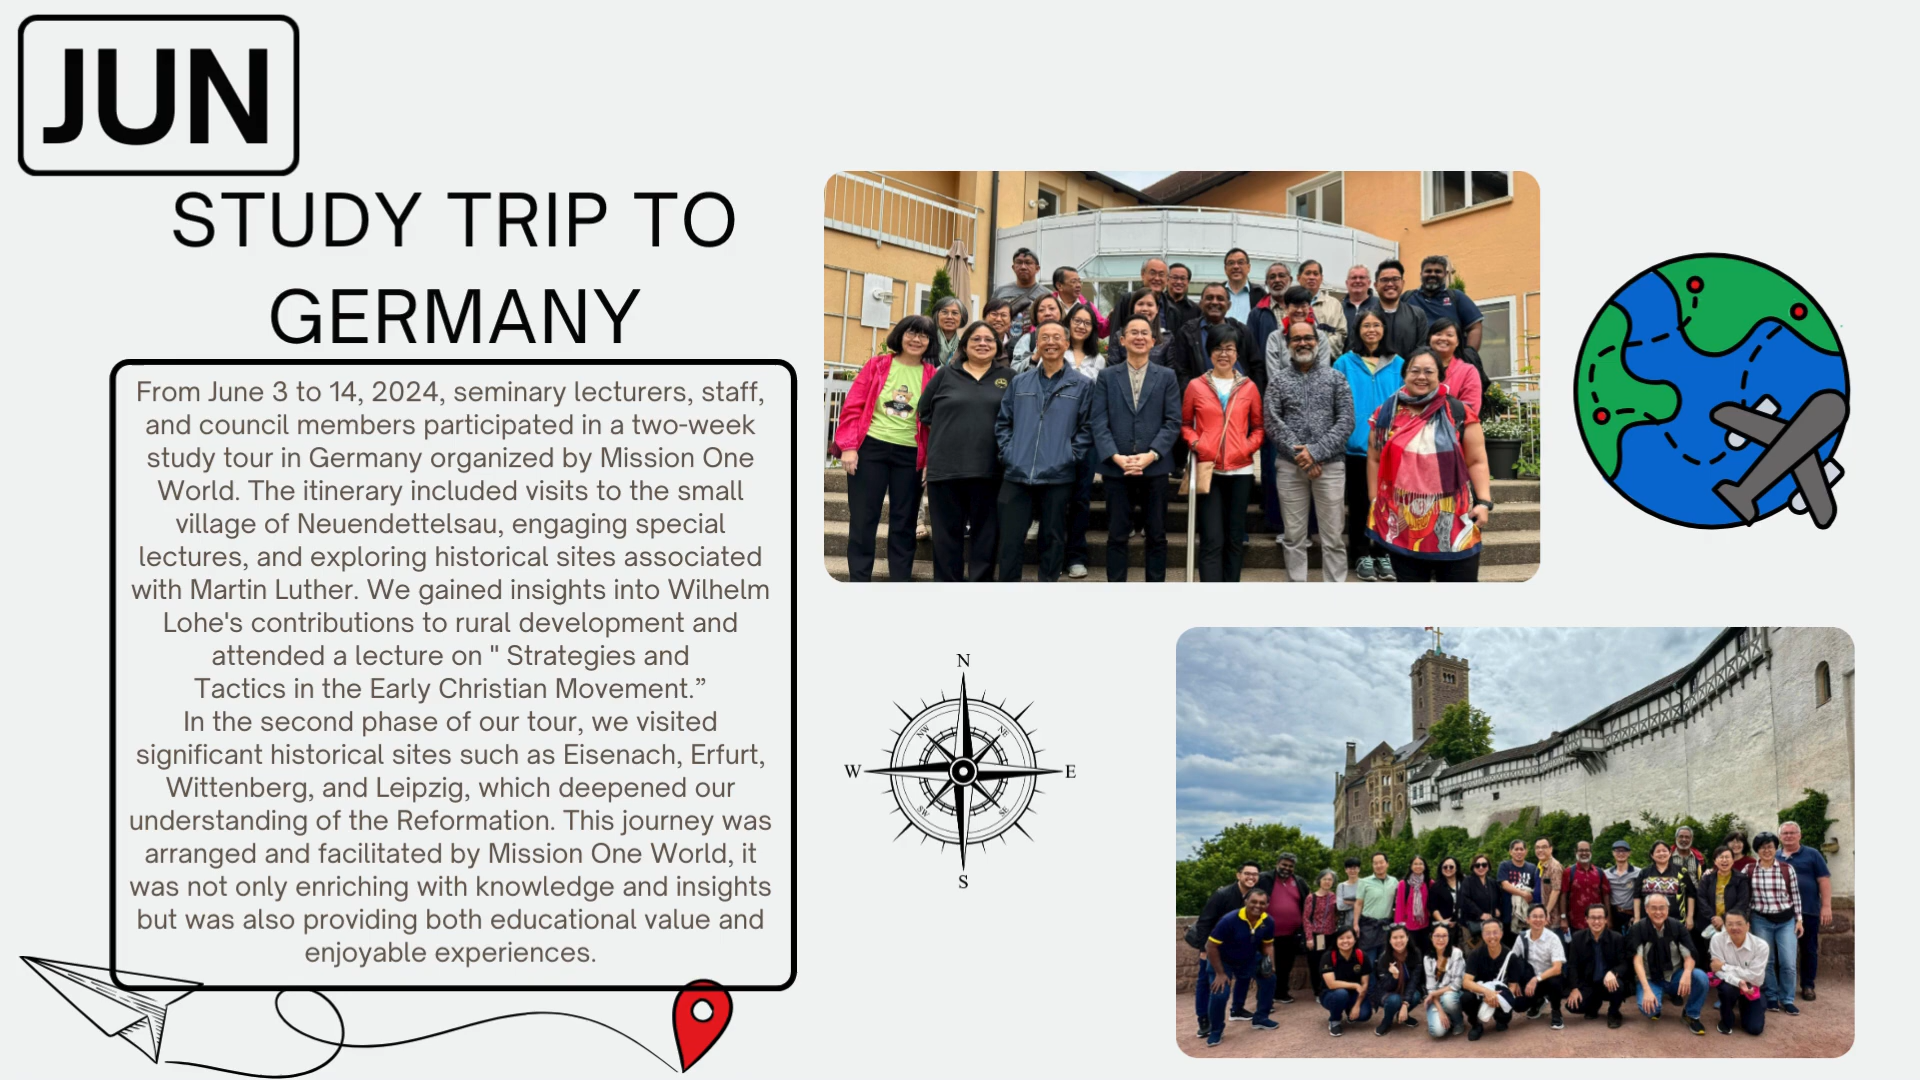 JUN
STUDY TRIP TO
GERMANY
From June 3 to 14, 2024, seminary lecturers, staff,
and council members participated in a two-week
study tour in Germany organized by Mission One
World. The itinerary included visits to the small
village of Neuendettelsau, engaging special
lectures, and exploring historical sites associated
with Martin Luther. We gained insights into Wilhelm
Lohe's contributions to rural development and
attended a lecture on " Strategies and
Tactics in the Early Christian Movement.”
In the second phase of our tour, we visited
significant historical sites such as Eisenach, Erfurt,
Wittenberg, and Leipzig, which deepened our
understanding of the Reformation. This journey was
arranged and facilitated by Mission One World, it
was not only enriching with knowledge and insights
but was also providing both educational value and
enjoyable experiences.
N
NW NE
W E
SW SE
S